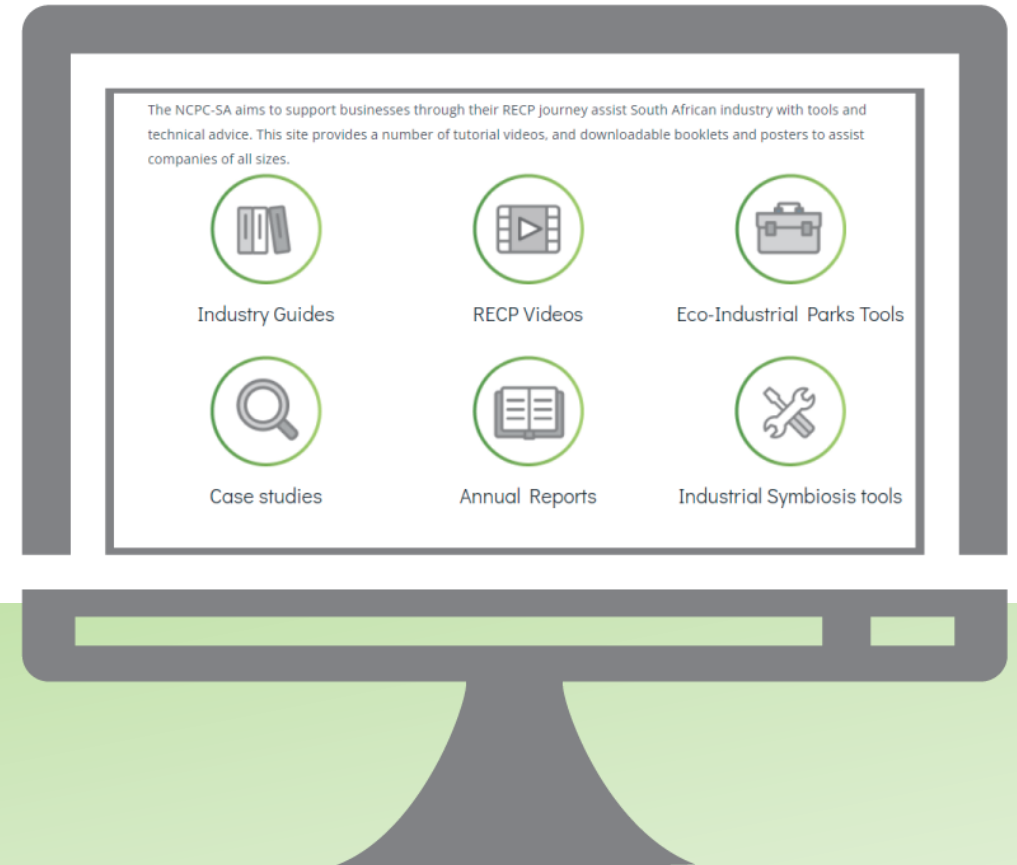 The NCPC-SA aims to support businesses through their RECP journey assist South African industry with tools and
technical advice. This site provides a number of tutorial videos, and downloadable booklets and posters to assist
companies of all sizes.
Industry Guides
RECP Videos
Eco-Industrial Parks Tools
Case studies
Annual Reports
Industrial Symbiosis tools